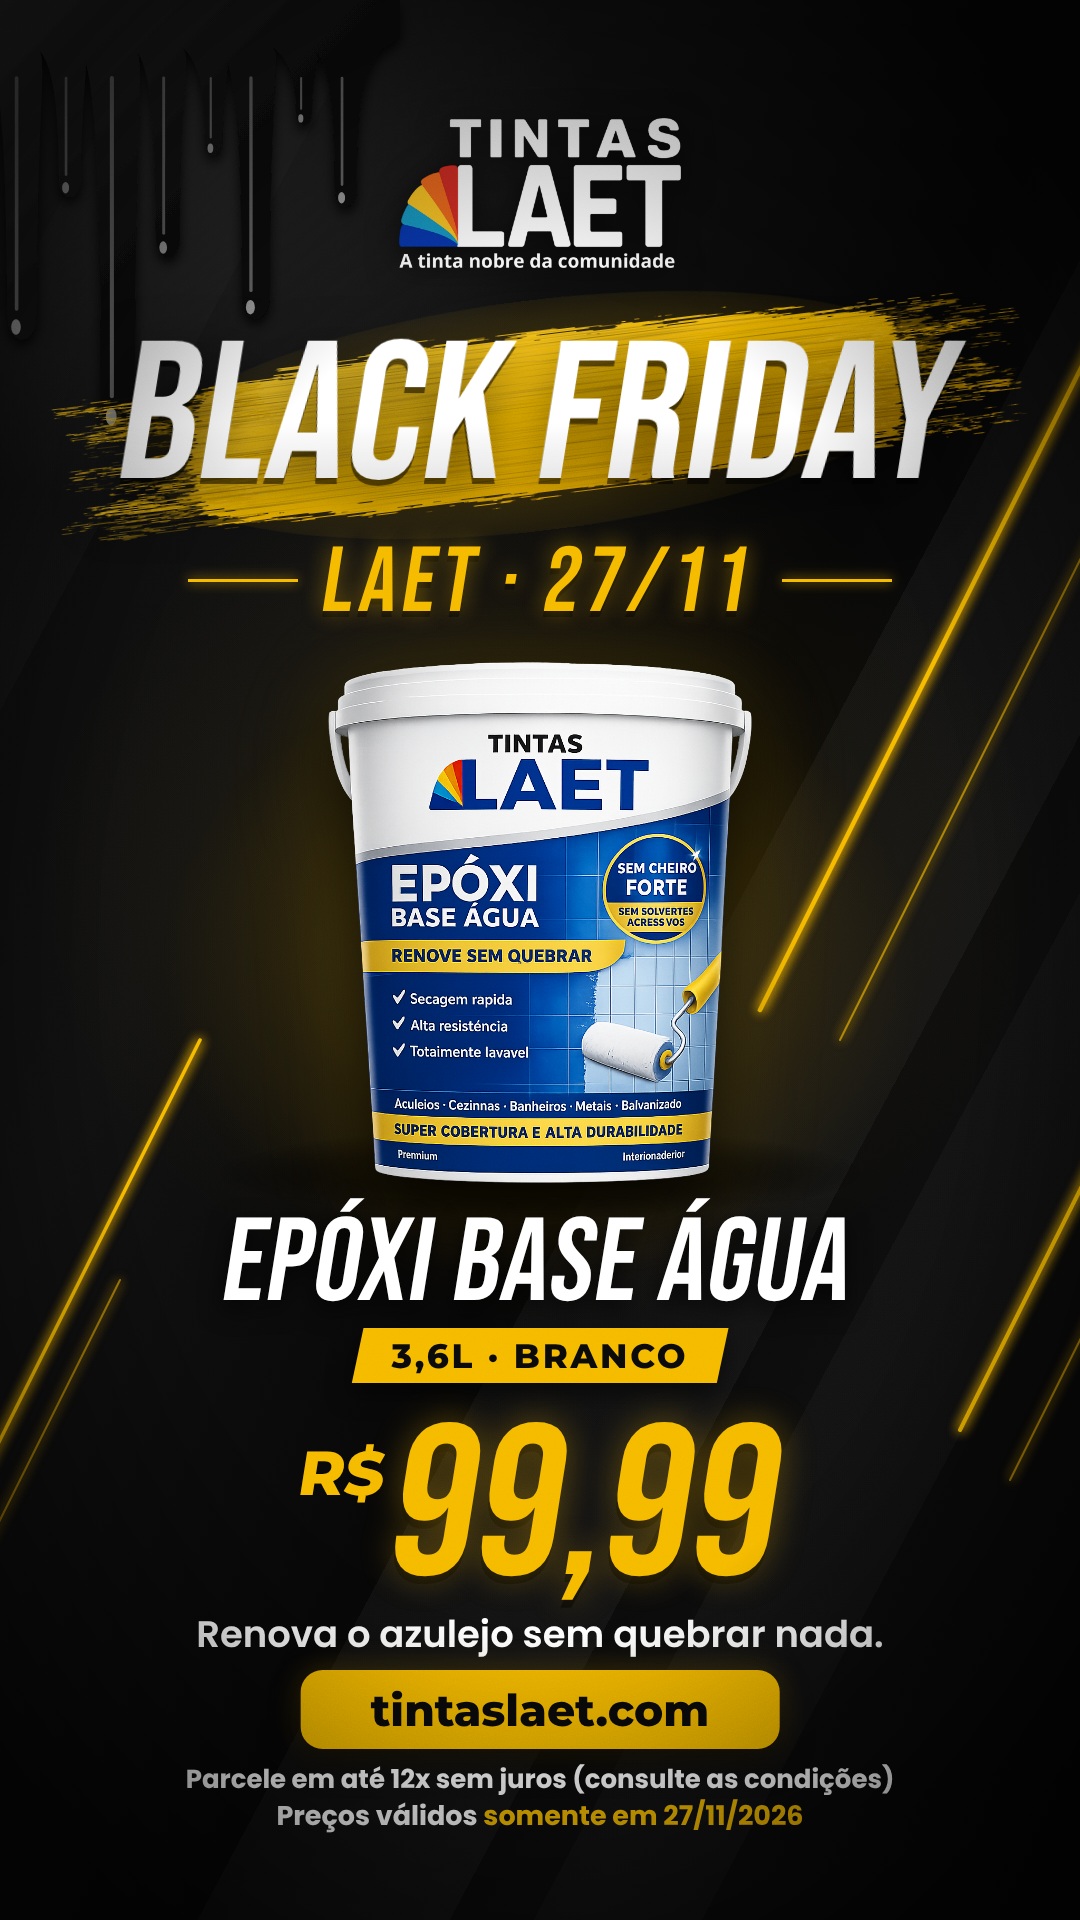 TINTAS
LAET
A tinta nobre da comunidade
BLACK FRIDAY
LAET · 27/11
TINTAS
LAET
EPÓXI
BASE ÁGUA
SEM CHEIRO
FORTE
SEM SOLVERTES
ACRESS VOS
RENOVE SEM QUEBRAR
Secagem rapida
Alta resisténcia
Totaimente lavavel
Aculeios · Cezinnas · Banheiros · Metais · Balvanizado
SUPER COBERTURA E ALTA DURABILIDADE
Premnium
Interionaderior
EPÓXI BASE ÁGUA
3,6L · BRANCO
R$ 99,99
Renova o azulejo sem quebrar nada.
tintaslaet.com
Parcele em até 12x sem juros (consulte as condições)
Preços válidos somente em 27/11/2026